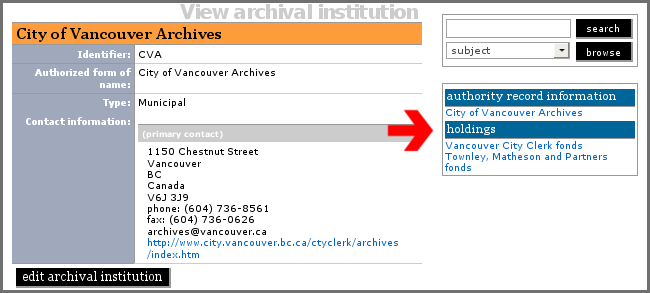 View archival institution
City of Vancouver Archives
Identifier: CVA
Authorized form of name: City of Vancouver Archives
Type: Municipal
Contact information:
(primary contact)
1150 Chestnut Street
Vancouver
BC
Canada
V6J 3J9
phone: (604) 736-8561
fax: (604) 736-0626
archives@vancouver.ca
http://www.city.vancouver.bc.ca/ctyclerk/archives
/index.htm
edit archival institution
search
subject
browse
authority record information
City of Vancouver Archives
holdings
Vancouver City Clerk fonds
Townley, Matheson and Partners
fonds